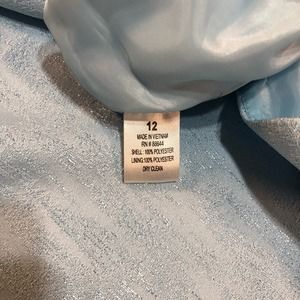 12
MADE IN VIETNAM
RN # 88644
SHELL : 100% POLYESTER
LINING:100% POLYESTER
DRY CLEAN